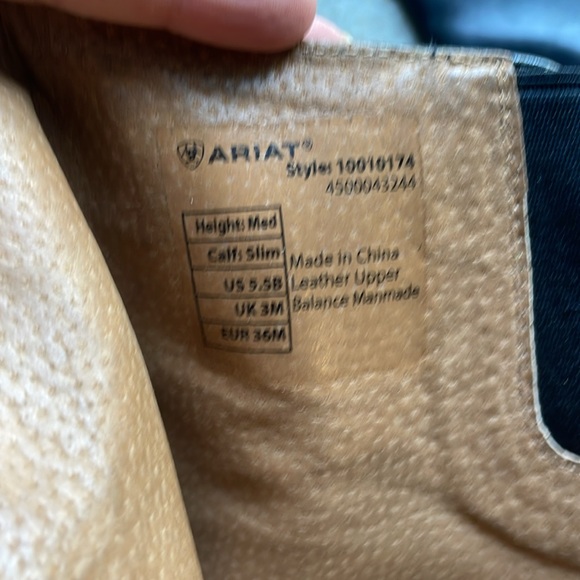 ARIAT®
Style: 10010174
4500043244
Height: Med
Calf: Slim
US 5.5B
UK 3M
EUR 36M
Made in China
Leather Upper
Balance Manmade